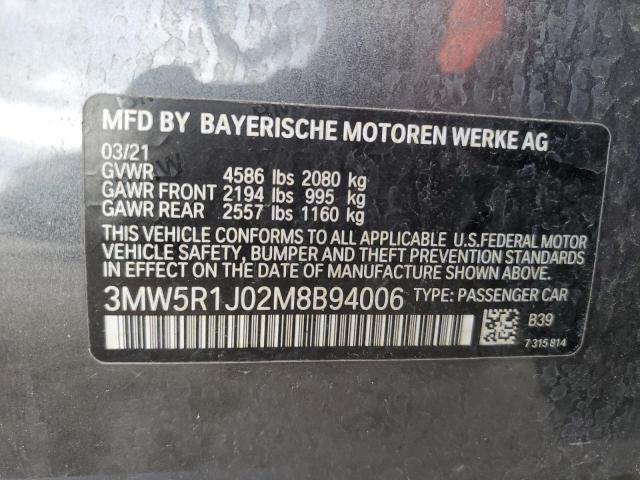 MFD BY BAYERISCHE MOTOREN WERKE AG
03/21
GVWR 4586 lbs 2080 kg
GAWR FRONT 2194 lbs 995 kg
GAWR REAR 2557 lbs 1160 kg
THIS VEHICLE CONFORMS TO ALL APPLICABLE U.S.FEDERAL MOTOR
VEHICLE SAFETY, BUMPER AND THEFT PREVENTION STANDARDS
IN EFFECT ON THE DATE OF MANUFACTURE SHOWN ABOVE.
3MW5R1J02M8B94006 TYPE: PASSENGER CAR
B39
7315814